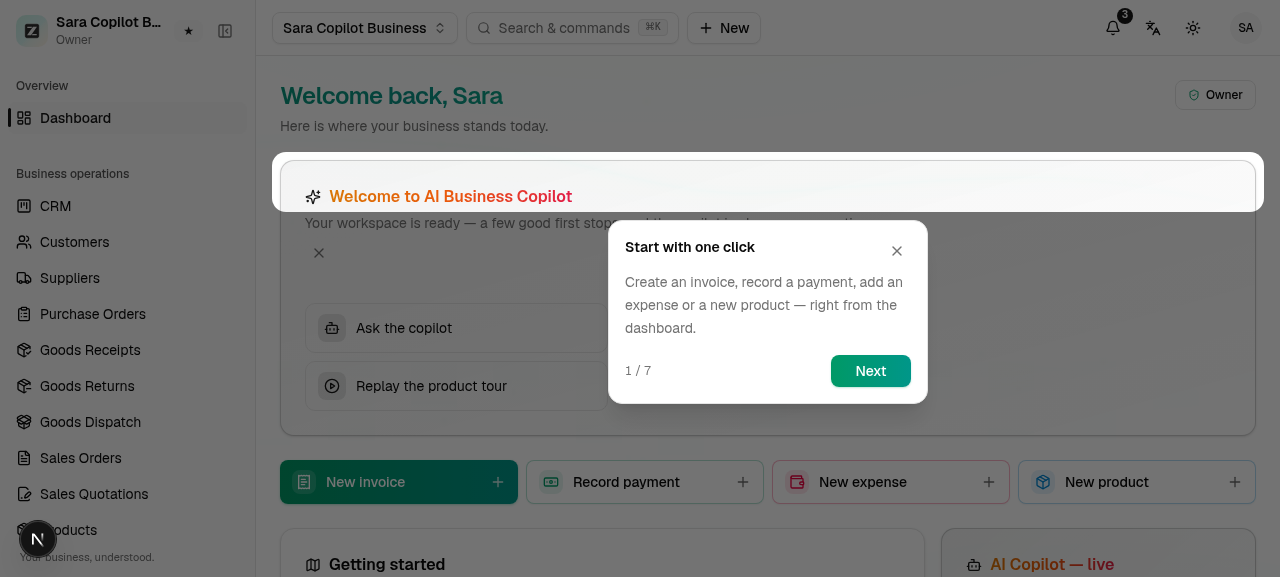 Sara Copilot B...
Owner
Overview
Dashboard
Business operations
CRM
Customers
Suppliers
Purchase Orders
Goods Receipts
Goods Returns
Goods Dispatch
Sales Orders
Sales Quotations
oducts
Your business, understood.
Sara Copilot Business
Search & commands ⌘K
+ New
3
SA
Welcome back, Sara
Owner
Here is where your business stands today.
Welcome to AI Business Copilot
Your workspace is ready — a few good first stops
Start with one click
Create an invoice, record a payment, add an
expense or a new product — right from the
dashboard.
1 / 7
Next
Ask the copilot
Replay the product tour
New invoice
Record payment
New expense
New product
Getting started
AI Copilot — live